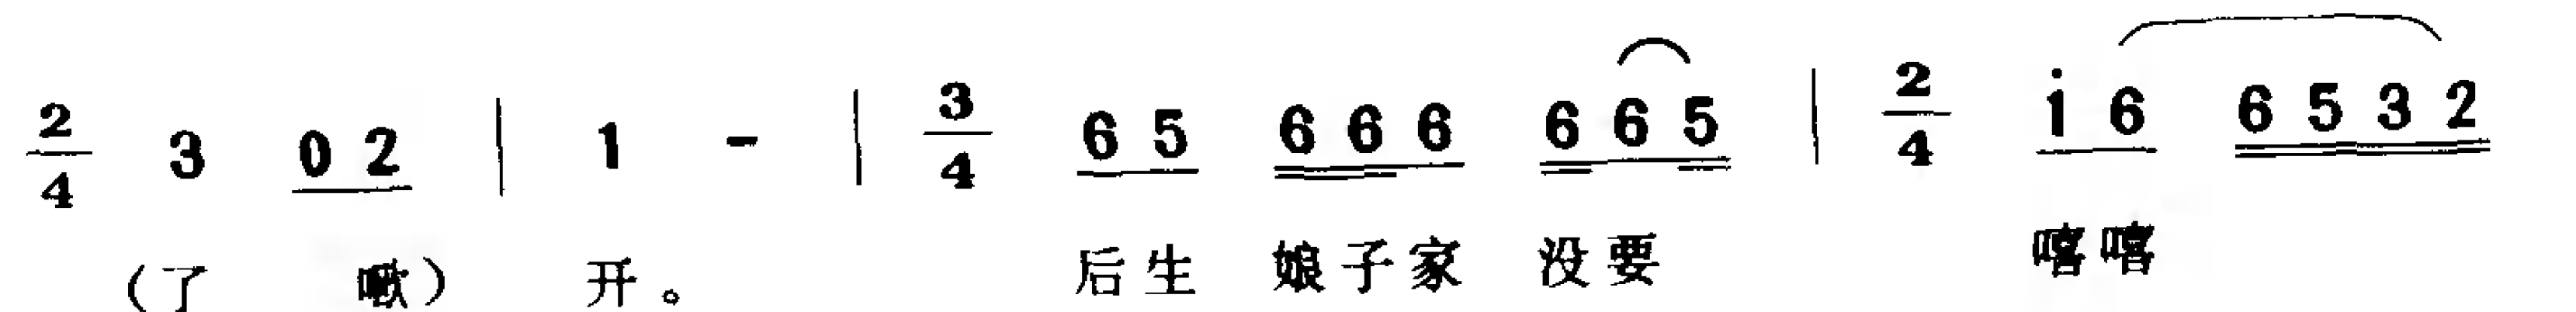 2/4 3 0 2 | 1 - | 3/4 6 5 6 6 6 6 6 5 | 2/4 i 6 6 5 3 2
（了 啾） 开。 后生 娘子家 没要 嘻嘻